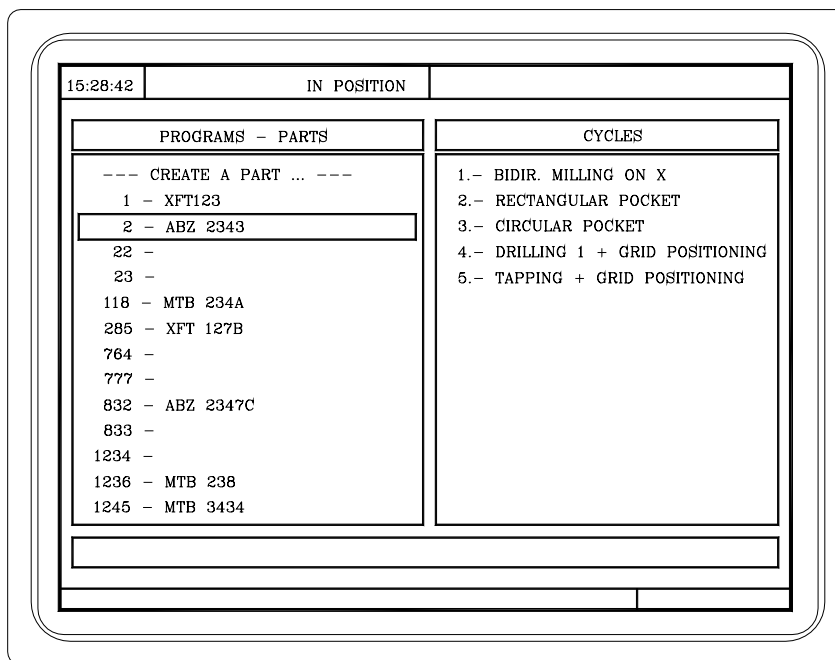 15:28:42 IN POSITION
PROGRAMS – PARTS
--- CREATE A PART ... ---
1 – XFT123
2 – ABZ 2343
22 –
23 –
118 – MTB 234A
285 – XFT 127B
764 –
777 –
832 – ABZ 2347C
833 –
1234 –
1236 – MTB 238
1245 – MTB 3434
CYCLES
1.– BIDIR. MILLING ON X
2.– RECTANGULAR POCKET
3.– CIRCULAR POCKET
4.– DRILLING 1 + GRID POSITIONING
5.– TAPPING + GRID POSITIONING